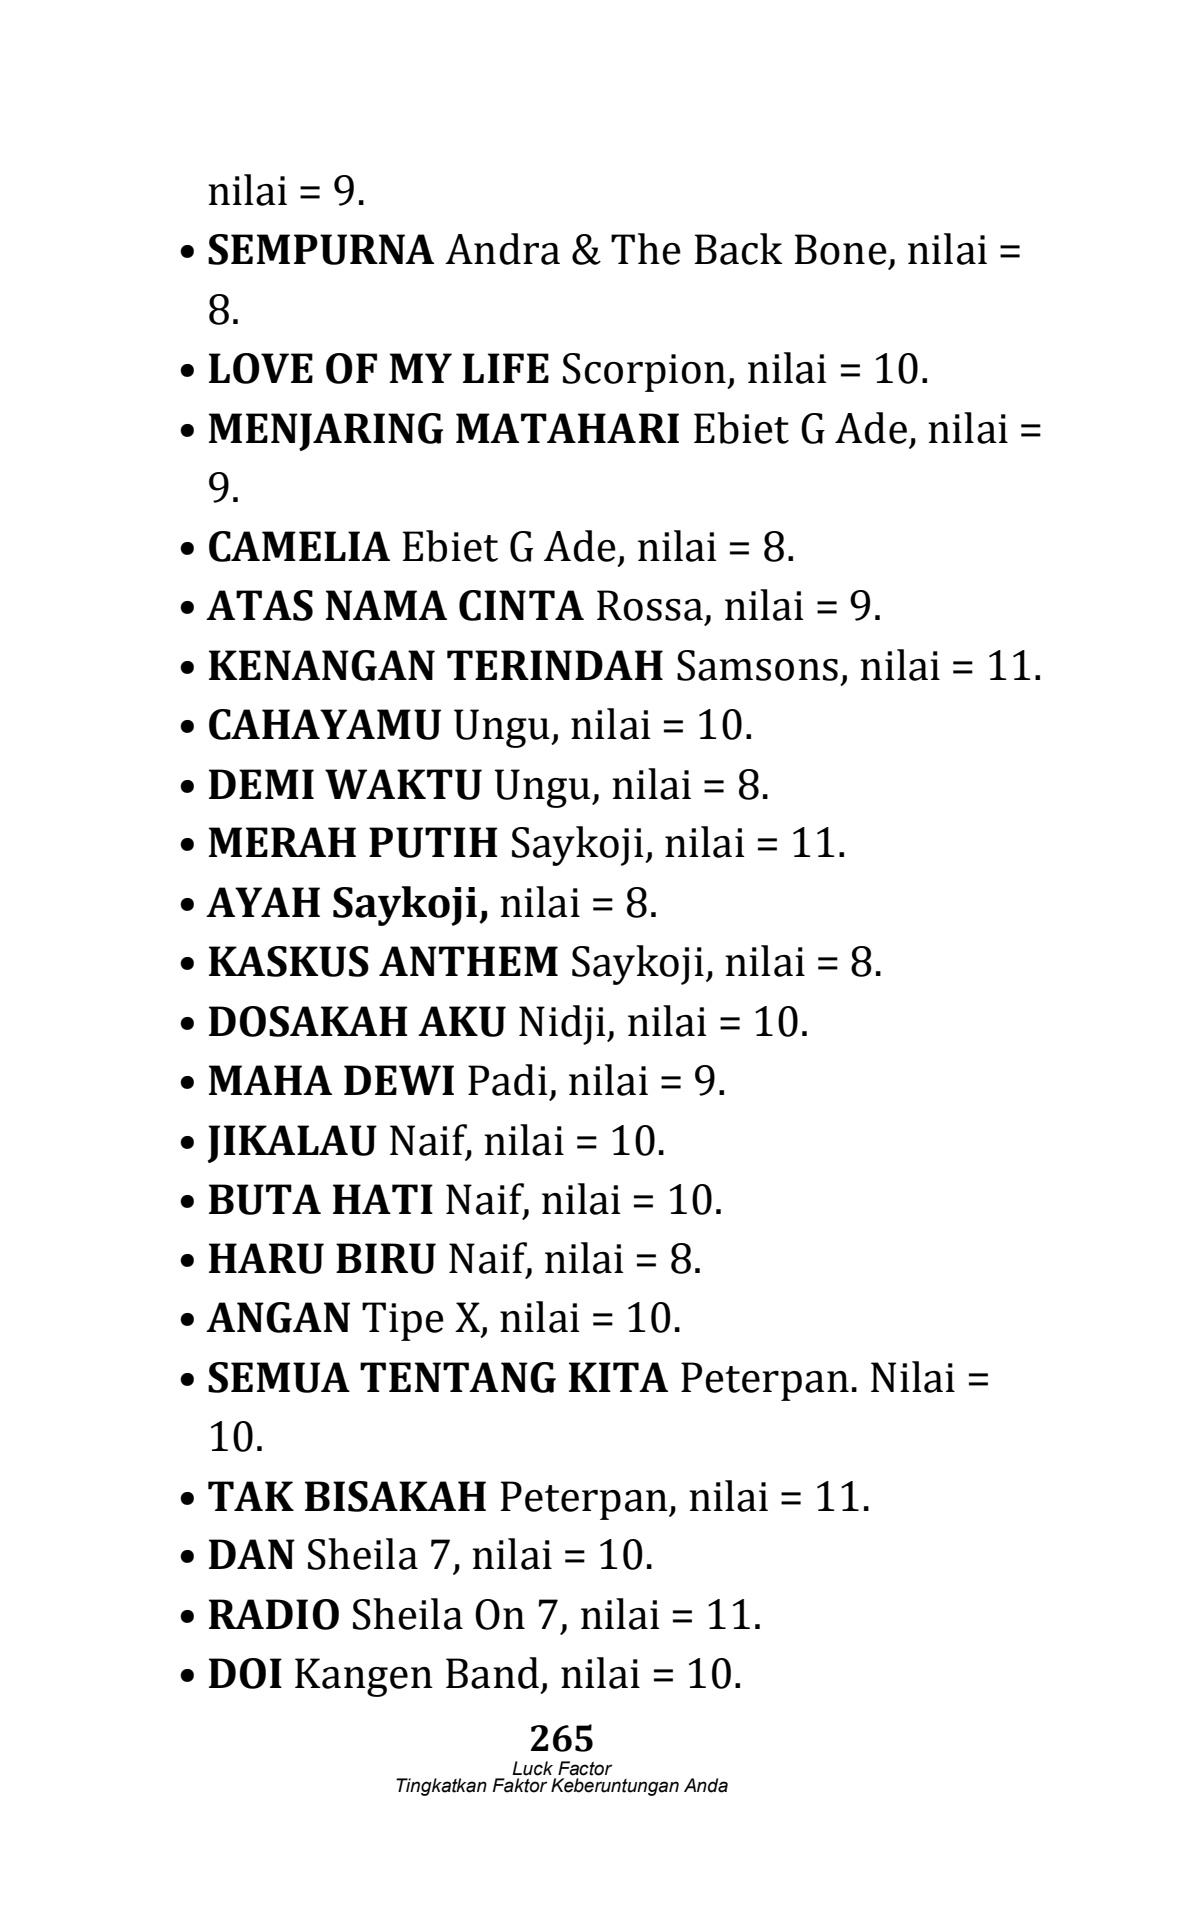 nilai = 9.
• SEMPURNA Andra & The Back Bone, nilai =
8.
• LOVE OF MY LIFE Scorpion, nilai = 10.
• MENJARING MATAHARI Ebiet G Ade, nilai =
9.
• CAMELIA Ebiet G Ade, nilai = 8.
• ATAS NAMA CINTA Rossa, nilai = 9.
• KENANGAN TERINDAH Samsons, nilai = 11.
• CAHAYAMU Ungu, nilai = 10.
• DEMI WAKTU Ungu, nilai = 8.
• MERAH PUTIH Saykoji, nilai = 11.
• AYAH Saykoji, nilai = 8.
• KASKUS ANTHEM Saykoji, nilai = 8.
• DOSAKAH AKU Nidji, nilai = 10.
• MAHA DEWI Padi, nilai = 9.
• JIKALAU Naif, nilai = 10.
• BUTA HATI Naif, nilai = 10.
• HARU BIRU Naif, nilai = 8.
• ANGAN Tipe X, nilai = 10.
• SEMUA TENTANG KITA Peterpan. Nilai =
10.
• TAK BISAKAH Peterpan, nilai = 11.
• DAN Sheila 7, nilai = 10.
• RADIO Sheila On 7, nilai = 11.
• DOI Kangen Band, nilai = 10.
265
Luck Factor
Tingkatkan Faktor Keberuntungan Anda